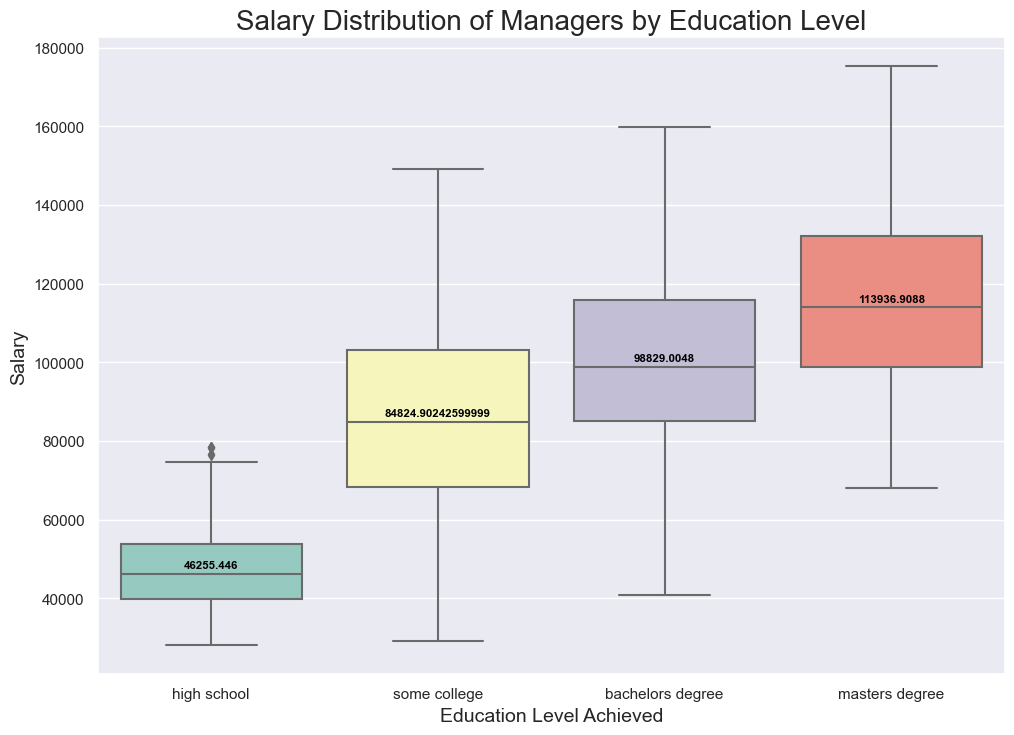 Salary Distribution of Managers by Education Level
180000
160000
140000
120000
100000
80000
60000
40000
Salary
46255.446
84824.90242599999
98829.0048
113936.9088
high school
some college
bachelors degree
masters degree
Education Level Achieved